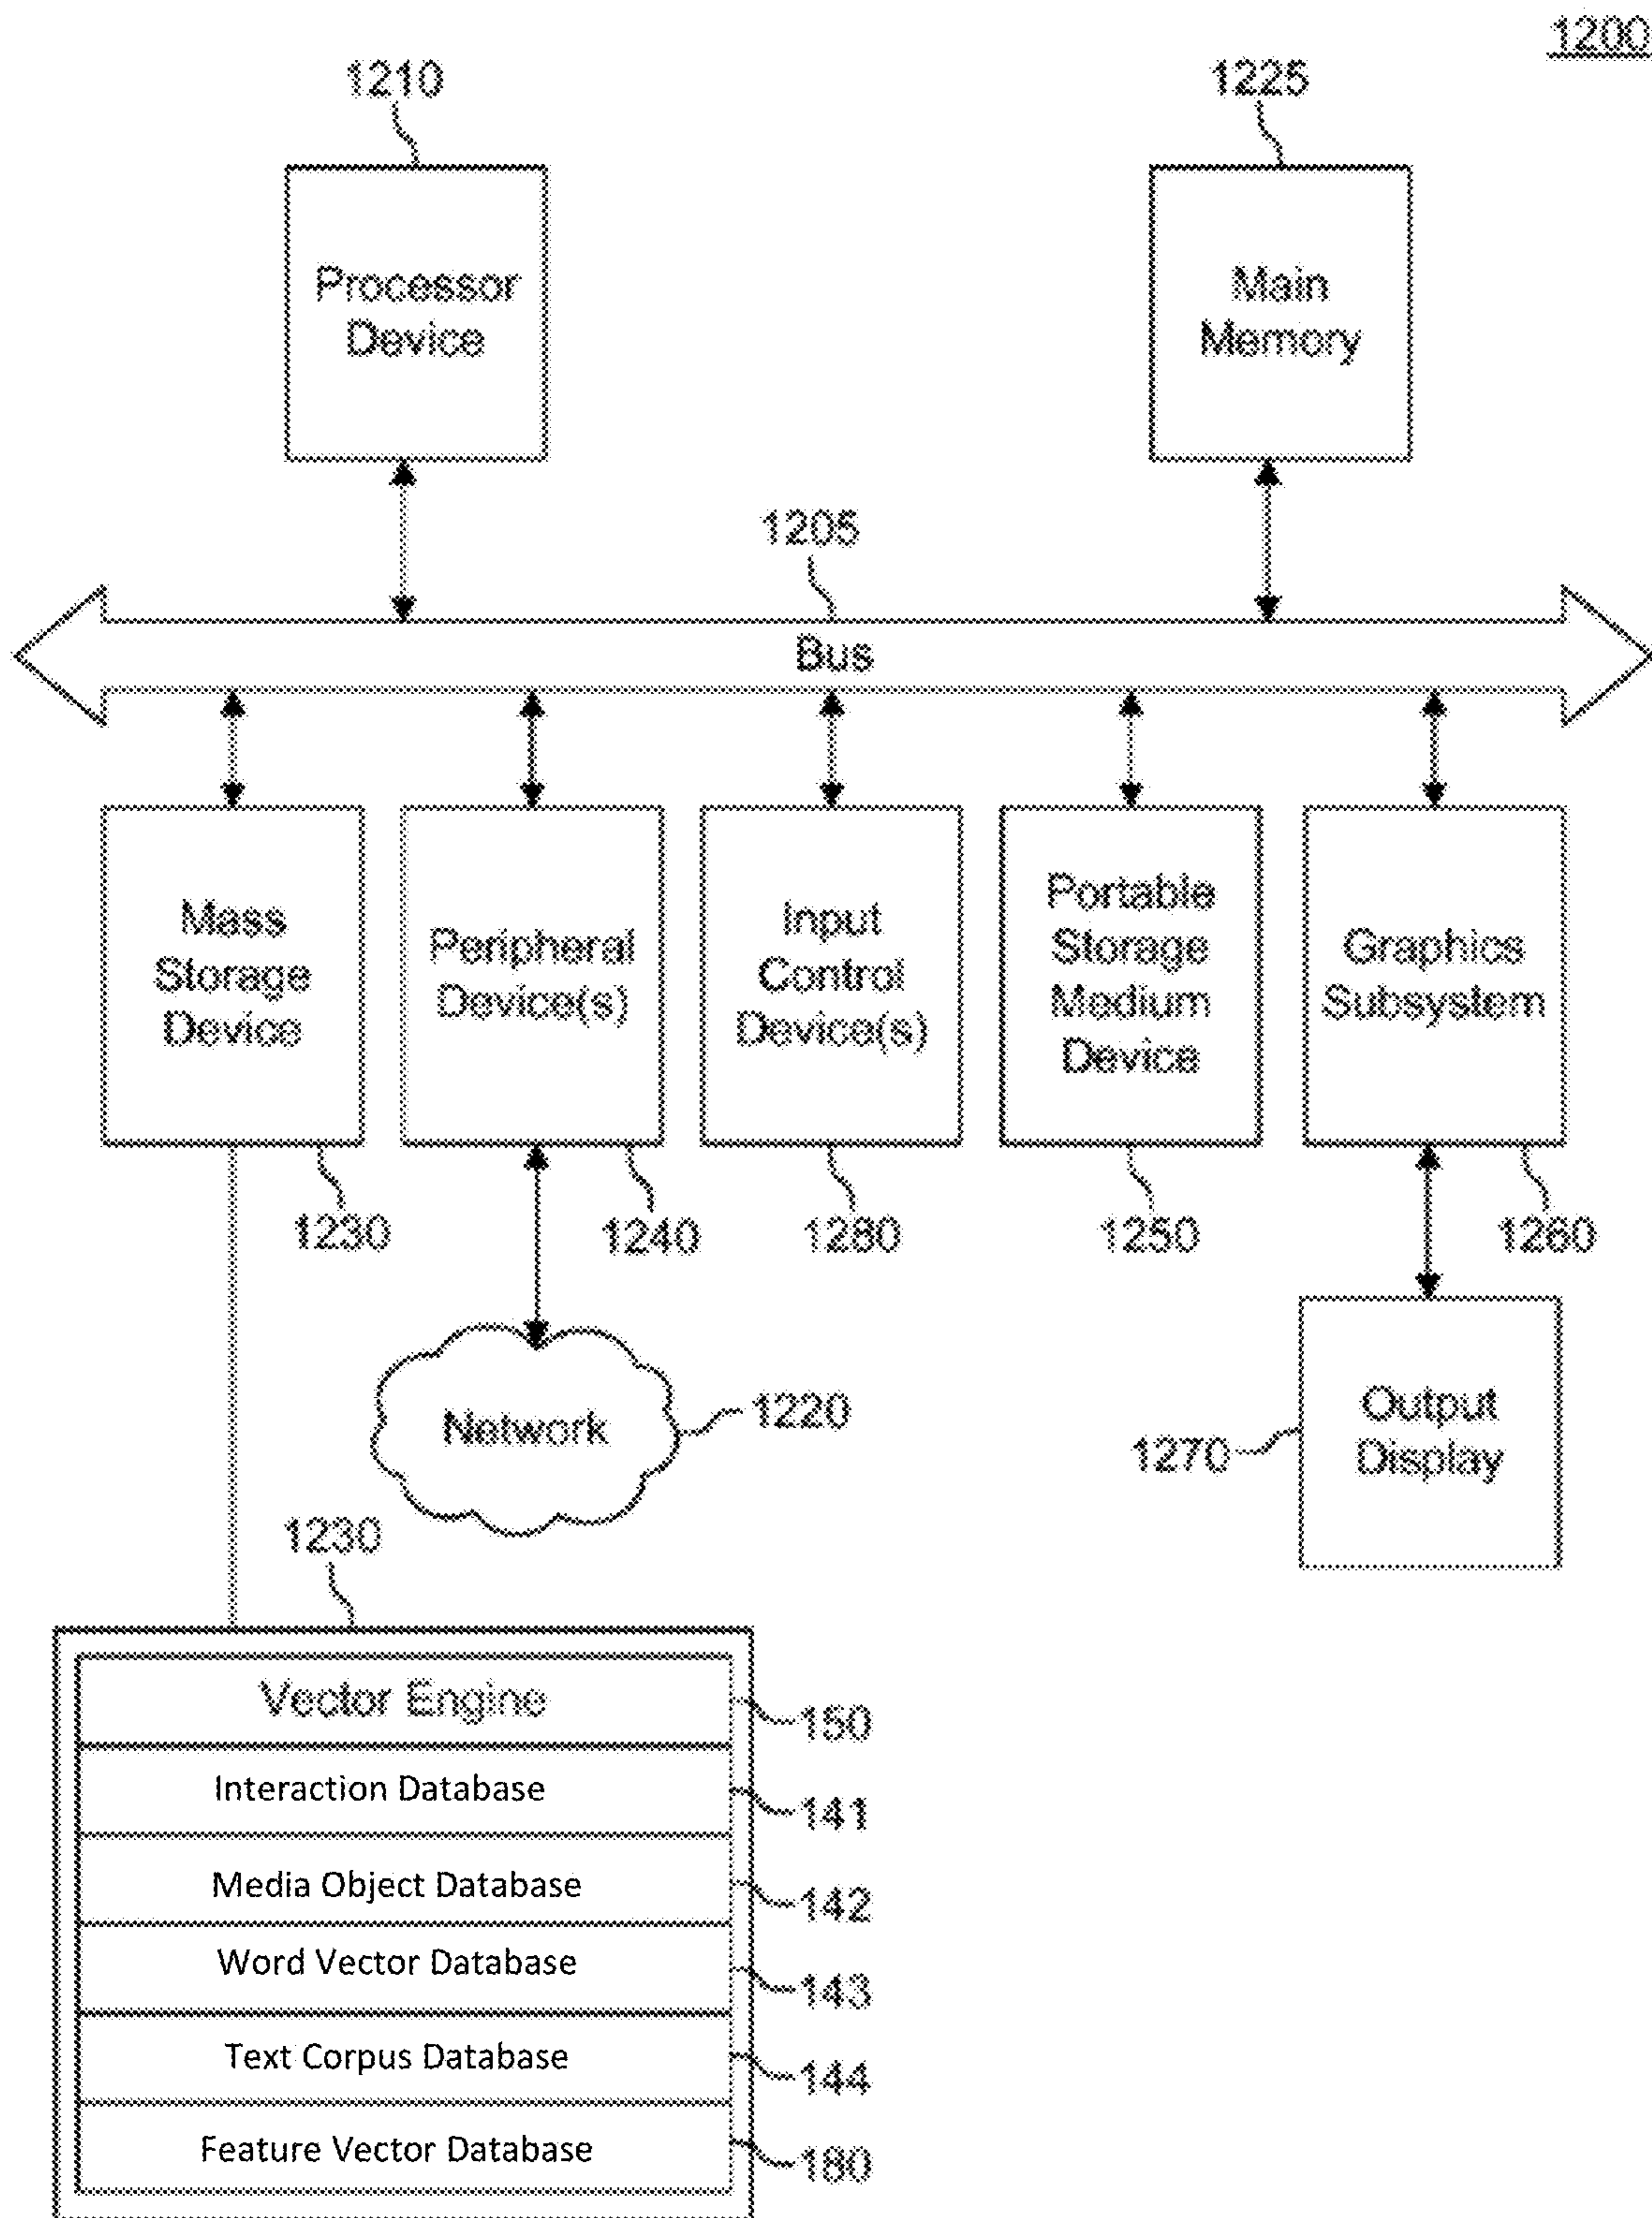 1200
1210
1225
Processor
Device
Main
Memory
1205
Bus
Mass
Storage
Device
Peripheral
Device(s)
Input
Control
Device(s)
Portable
Storage
Medium
Device
Graphics
Subsystem
1230
1240
1280
1250
1260
Network
1220
Output
Display
1270
1230
Vector Engine
150
Interaction Database
141
Media Object Database
142
Word Vector Database
143
Text Corpus Database
144
Feature Vector Database
180